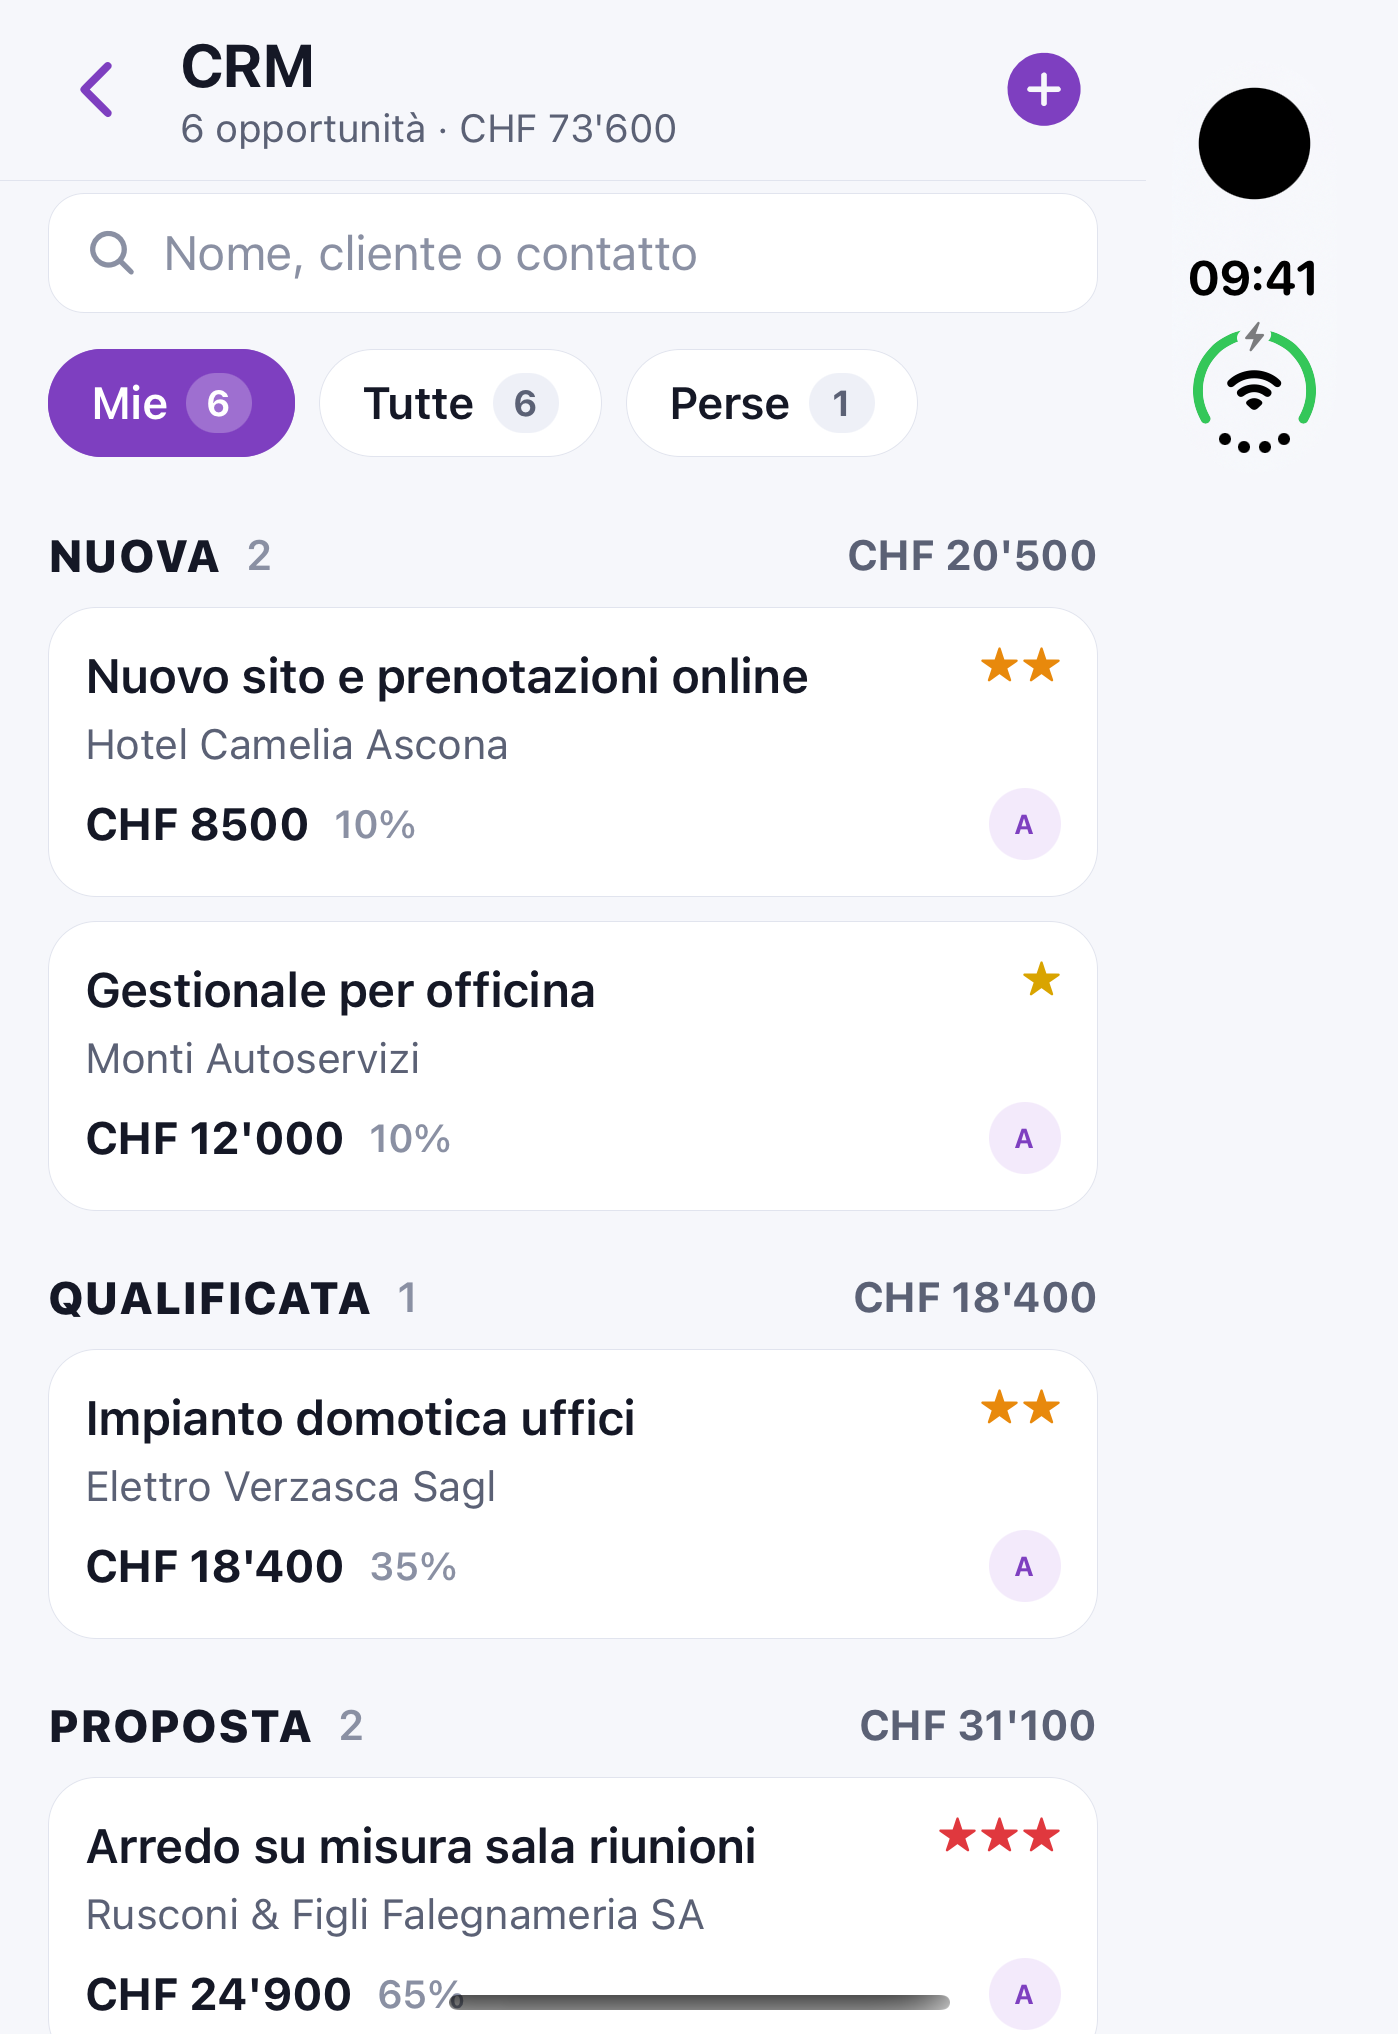 CRM
6 opportunità · CHF 73'600
09:41
Nome, cliente o contatto
Mie 6 Tutte 6 Perse 1
NUOVA 2 CHF 20'500
Nuovo sito e prenotazioni online
Hotel Camelia Ascona
CHF 8500 10% A
Gestionale per officina
Monti Autoservizi
CHF 12'000 10% A
QUALIFICATA 1 CHF 18'400
Impianto domotica uffici
Elettro Verzasca Sagl
CHF 18'400 35% A
PROPOSTA 2 CHF 31'100
Arredo su misura sala riunioni
Rusconi & Figli Falegnameria SA
CHF 24'900 65% A